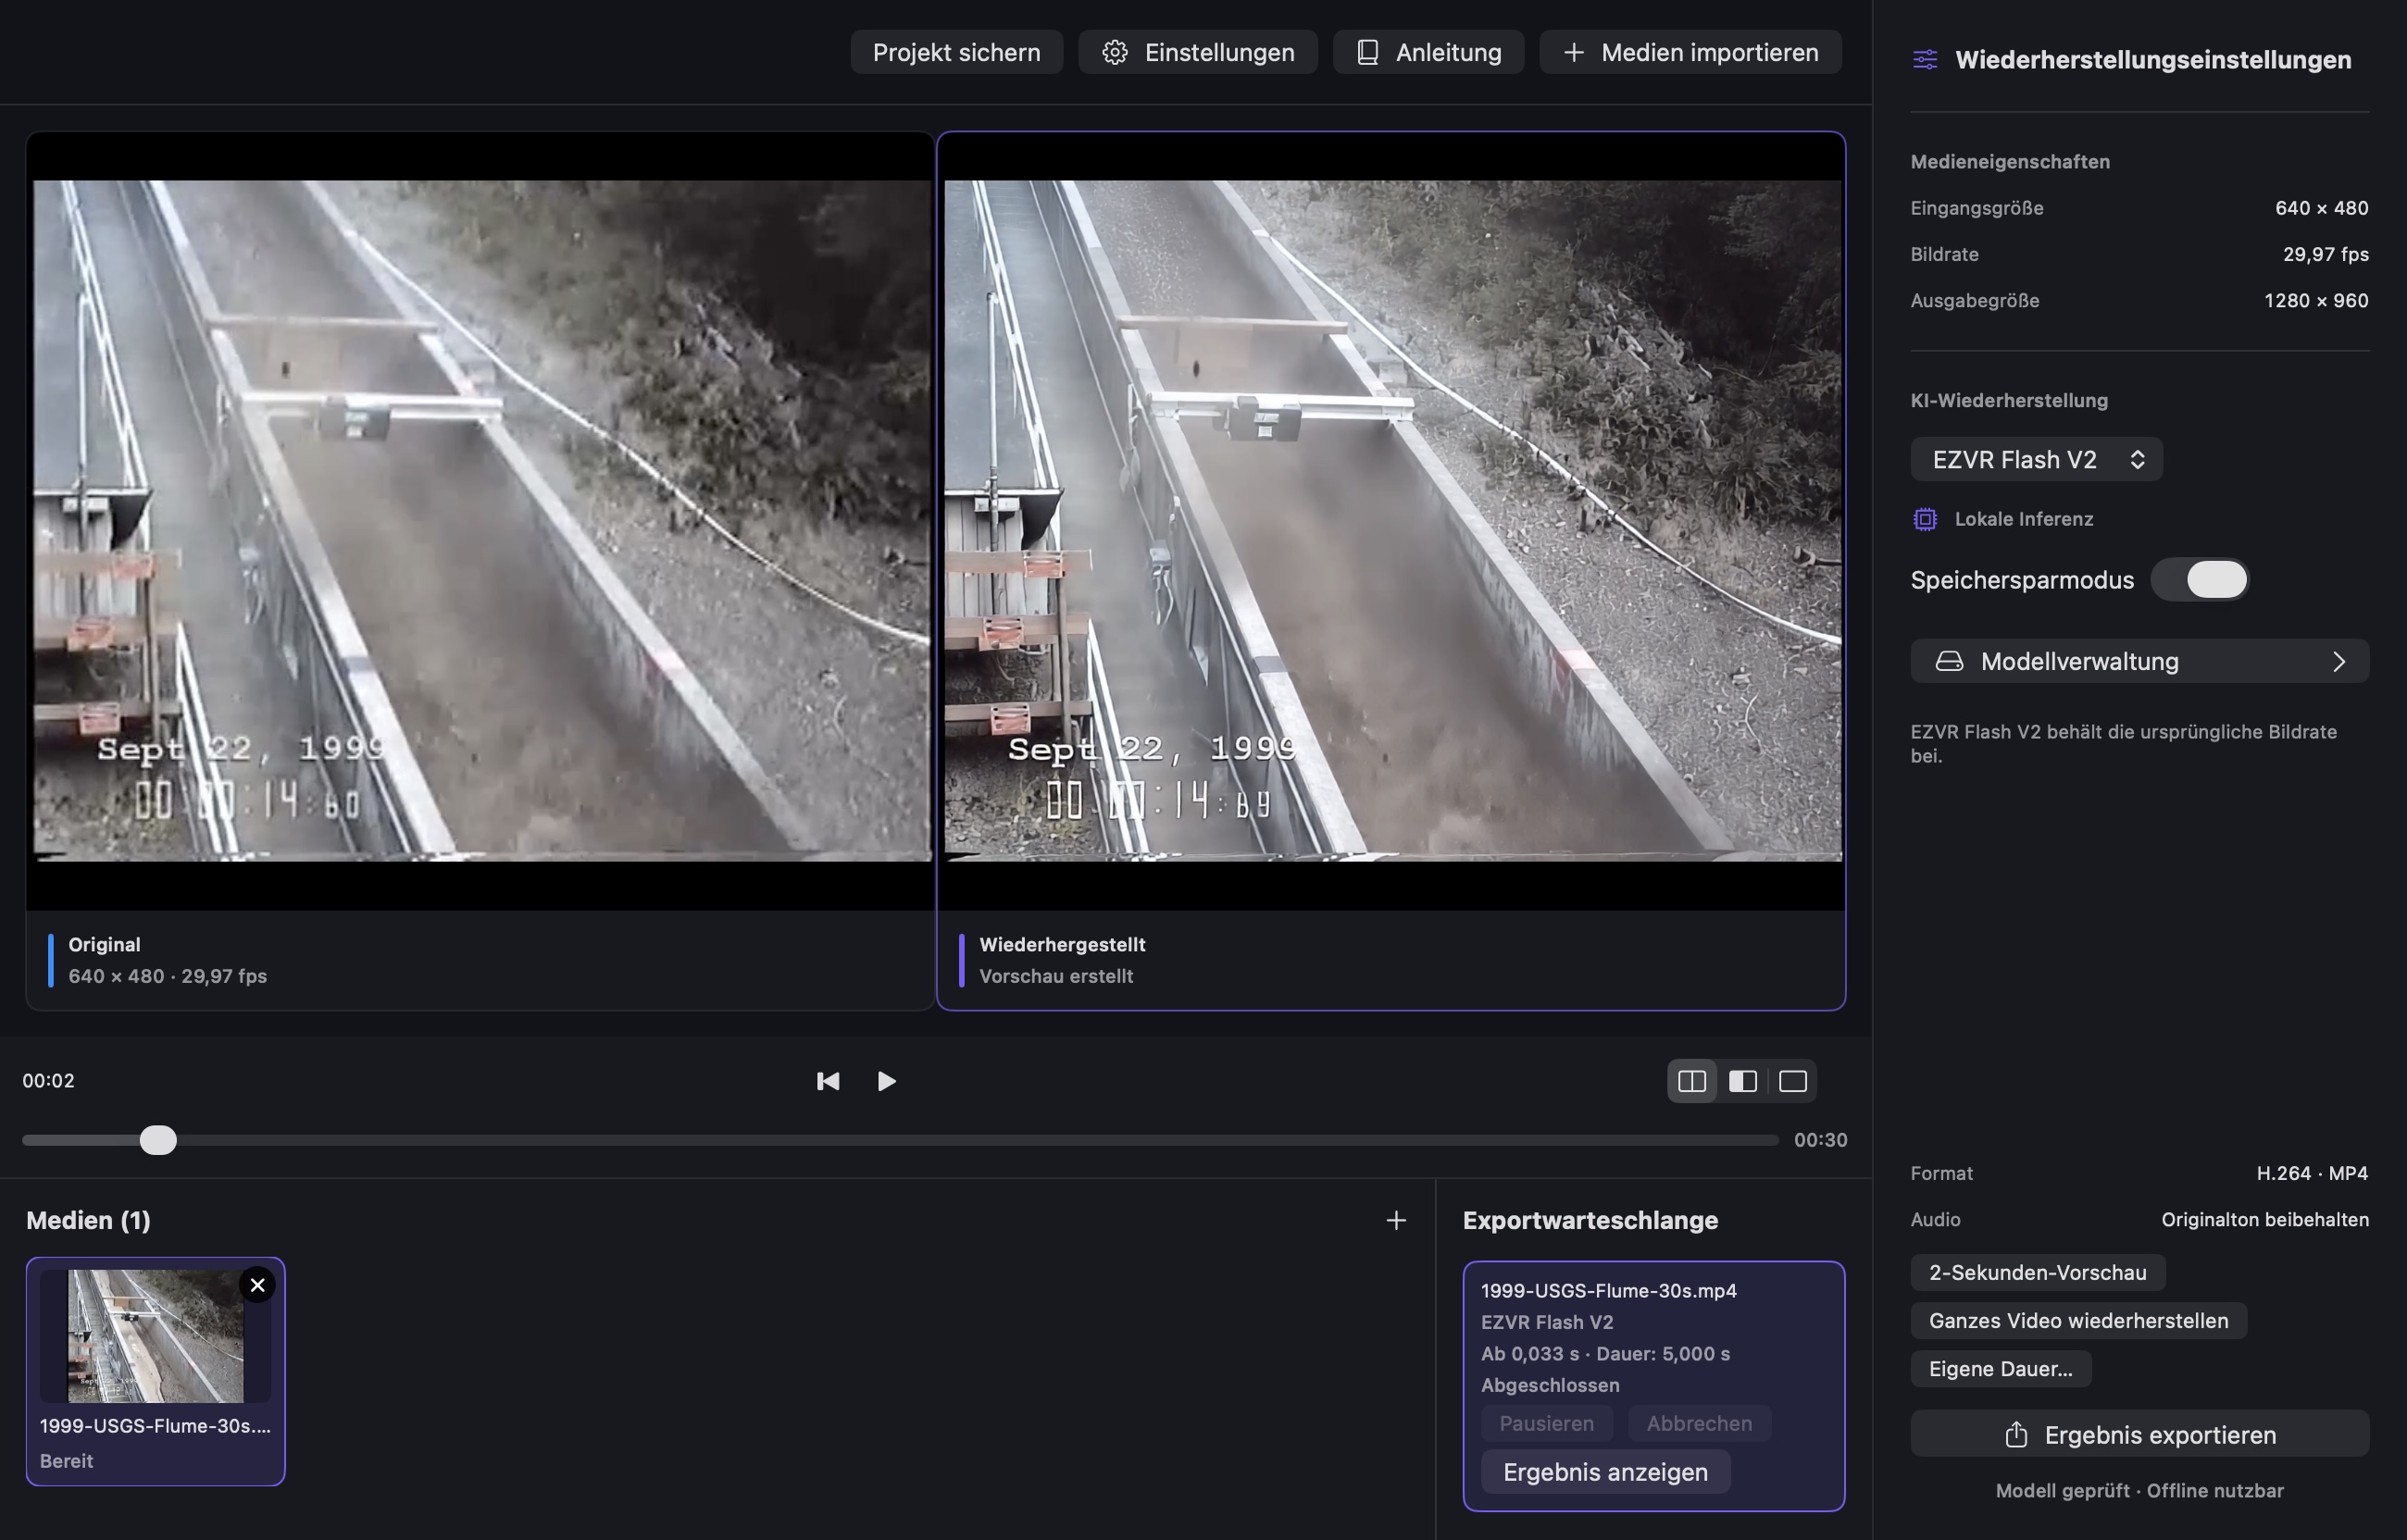 Projekt sichern
Einstellungen
Anleitung
Medien importieren
Sept 22, 1999
Sept 22, 1999
Original
640 × 480 · 29,97 fps
Wiederhergestellt
Vorschau erstellt
00:02
00:30
Medien (1)
1999-USGS-Flume-30s....
Bereit
Exportwarteschlange
1999-USGS-Flume-30s.mp4
EZVR Flash V2
Ab 0,033 s · Dauer: 5,000 s
Abgeschlossen
Pausieren Abbrechen
Ergebnis anzeigen
Wiederherstellungseinstellungen
Medieneigenschaften
Eingangsgröße 640 × 480
Bildrate 29,97 fps
Ausgabegröße 1280 × 960
KI-Wiederherstellung
EZVR Flash V2
Lokale Inferenz
Speichersparmodus
Modellverwaltung
EZVR Flash V2 behält die ursprüngliche Bildrate
bei.
Format H.264 · MP4
Audio Originalton beibehalten
2-Sekunden-Vorschau
Ganzes Video wiederherstellen
Eigene Dauer...
Ergebnis exportieren
Modell geprüft · Offline nutzbar